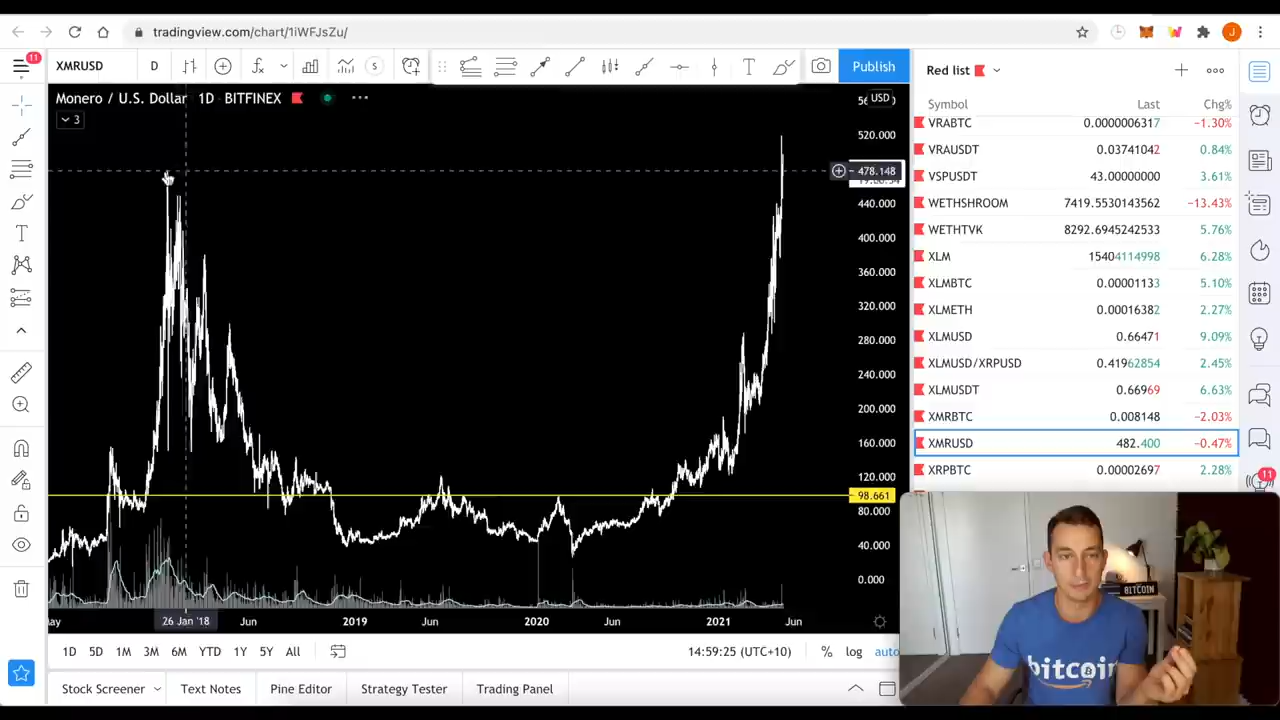 tradingview.com/chart/1iWFJsZu/
J
11
XMRUSD D S T Publish
Red list
Symbol Last Chg%
VRABTC 0.0000006317 −1.30%
VRAUSDT 0.03741042 0.84%
VSPUSDT 43.00000000 3.61%
WETHSHROOM 7419.5530143562 −13.43%
WETHTVK 8292.6945242533 5.76%
XLM 15404114998 6.28%
XLMBTC 0.00001133 5.10%
XLMETH 0.00016382 2.27%
XLMUSD 0.66471 9.09%
XLMUSD/XRPUSD 0.41962854 2.45%
XLMUSDT 0.66969 6.63%
XMRBTC 0.008148 −2.03%
XMRUSD 482.400 −0.47%
XRPBTC 0.00002697 2.28%
11
Monero / U.S. Dollar 1D BITFINEX
3
T
USD
520.000
478.148
440.000
400.000
360.000
320.000
280.000
240.000
200.000
160.000
120.000
98.661
80.000
40.000
0.000
26 Jan '18 Jun 2019 Jun 2020 Jun 2021 Jun
1D 5D 1M 3M 6M YTD 1Y 5Y All
14:59:25 (UTC+10) % log
Stock Screener Text Notes Pine Editor Strategy Tester Trading Panel
BITCOIN
bitcoin